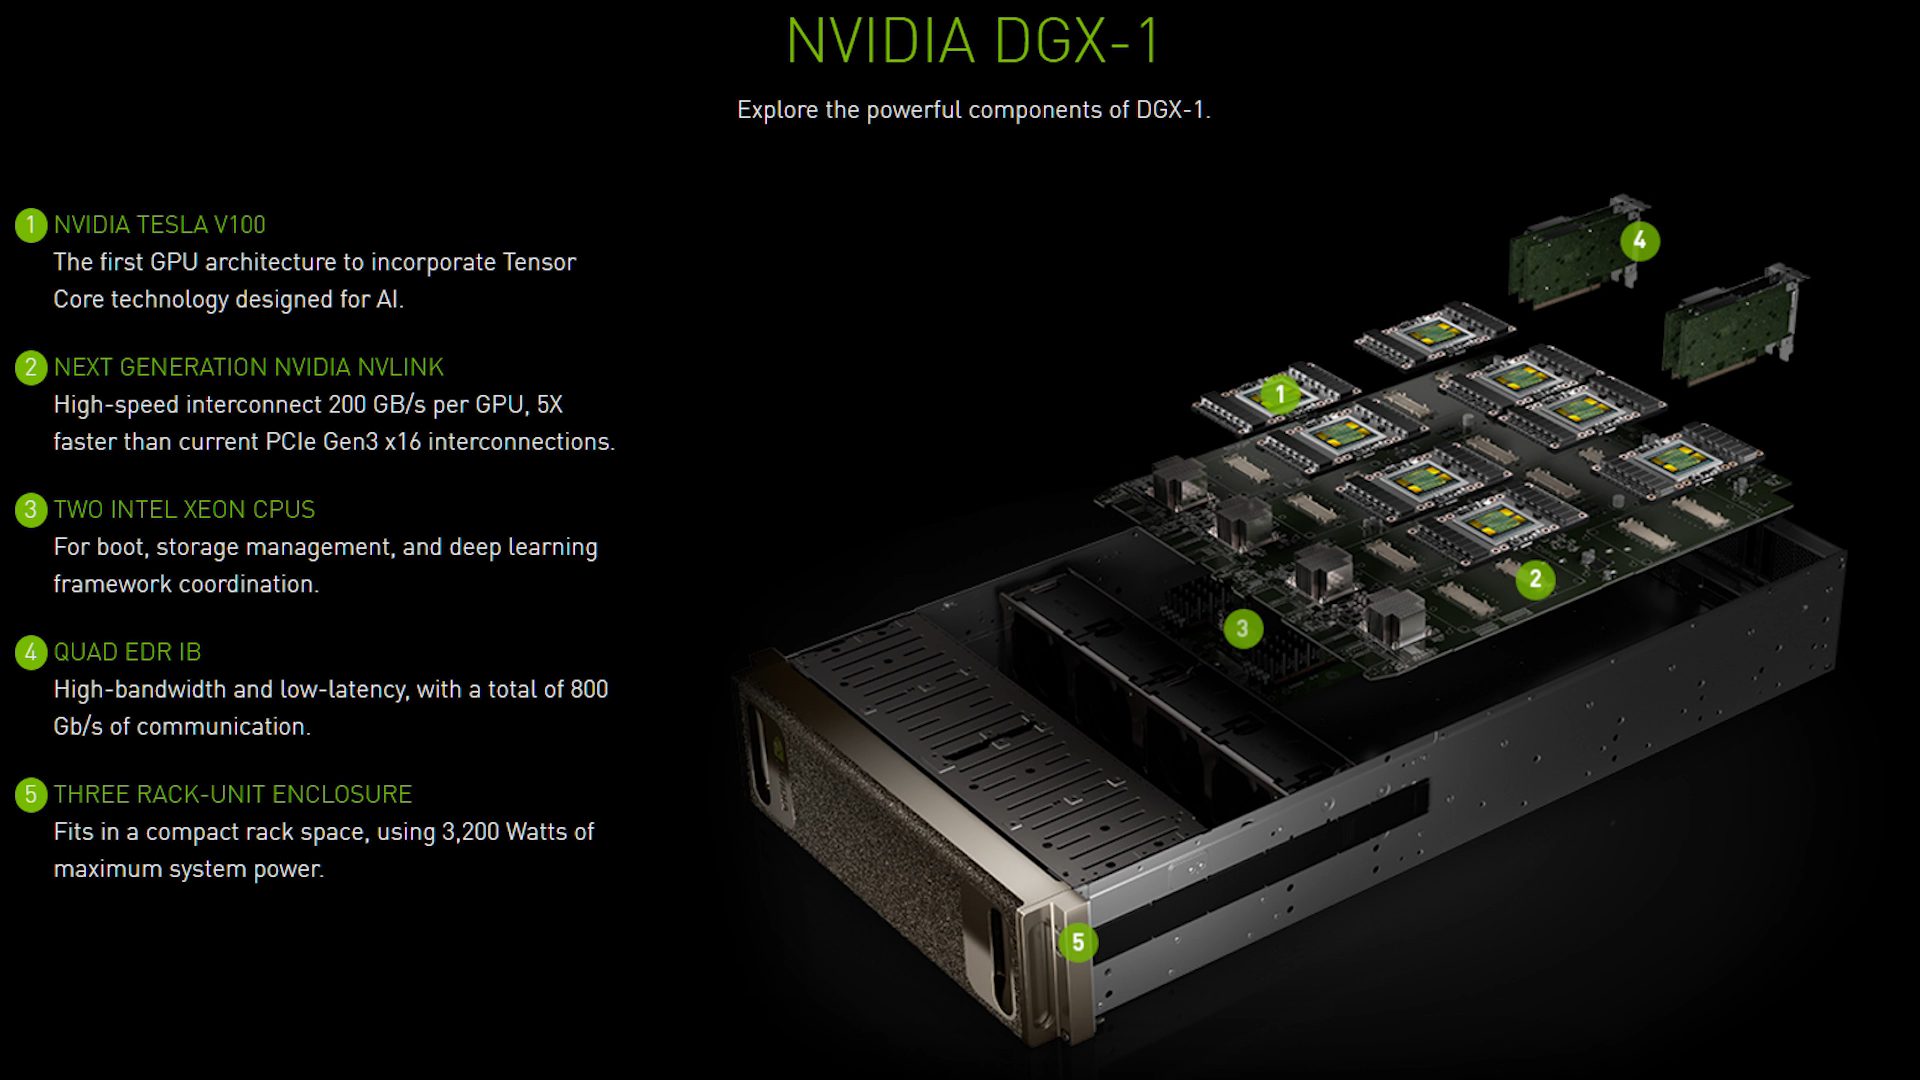 NVIDIA DGX-1
Explore the powerful components of DGX-1.
1 NVIDIA TESLA V100
The first GPU architecture to incorporate Tensor
Core technology designed for AI.
2 NEXT GENERATION NVIDIA NVLINK
High-speed interconnect 200 GB/s per GPU, 5X
faster than current PCIe Gen3 x16 interconnections.
3 TWO INTEL XEON CPUS
For boot, storage management, and deep learning
framework coordination.
4 QUAD EDR IB
High-bandwidth and low-latency, with a total of 800
Gb/s of communication.
5 THREE RACK-UNIT ENCLOSURE
Fits in a compact rack space, using 3,200 Watts of
maximum system power.
4
1
2
3
5